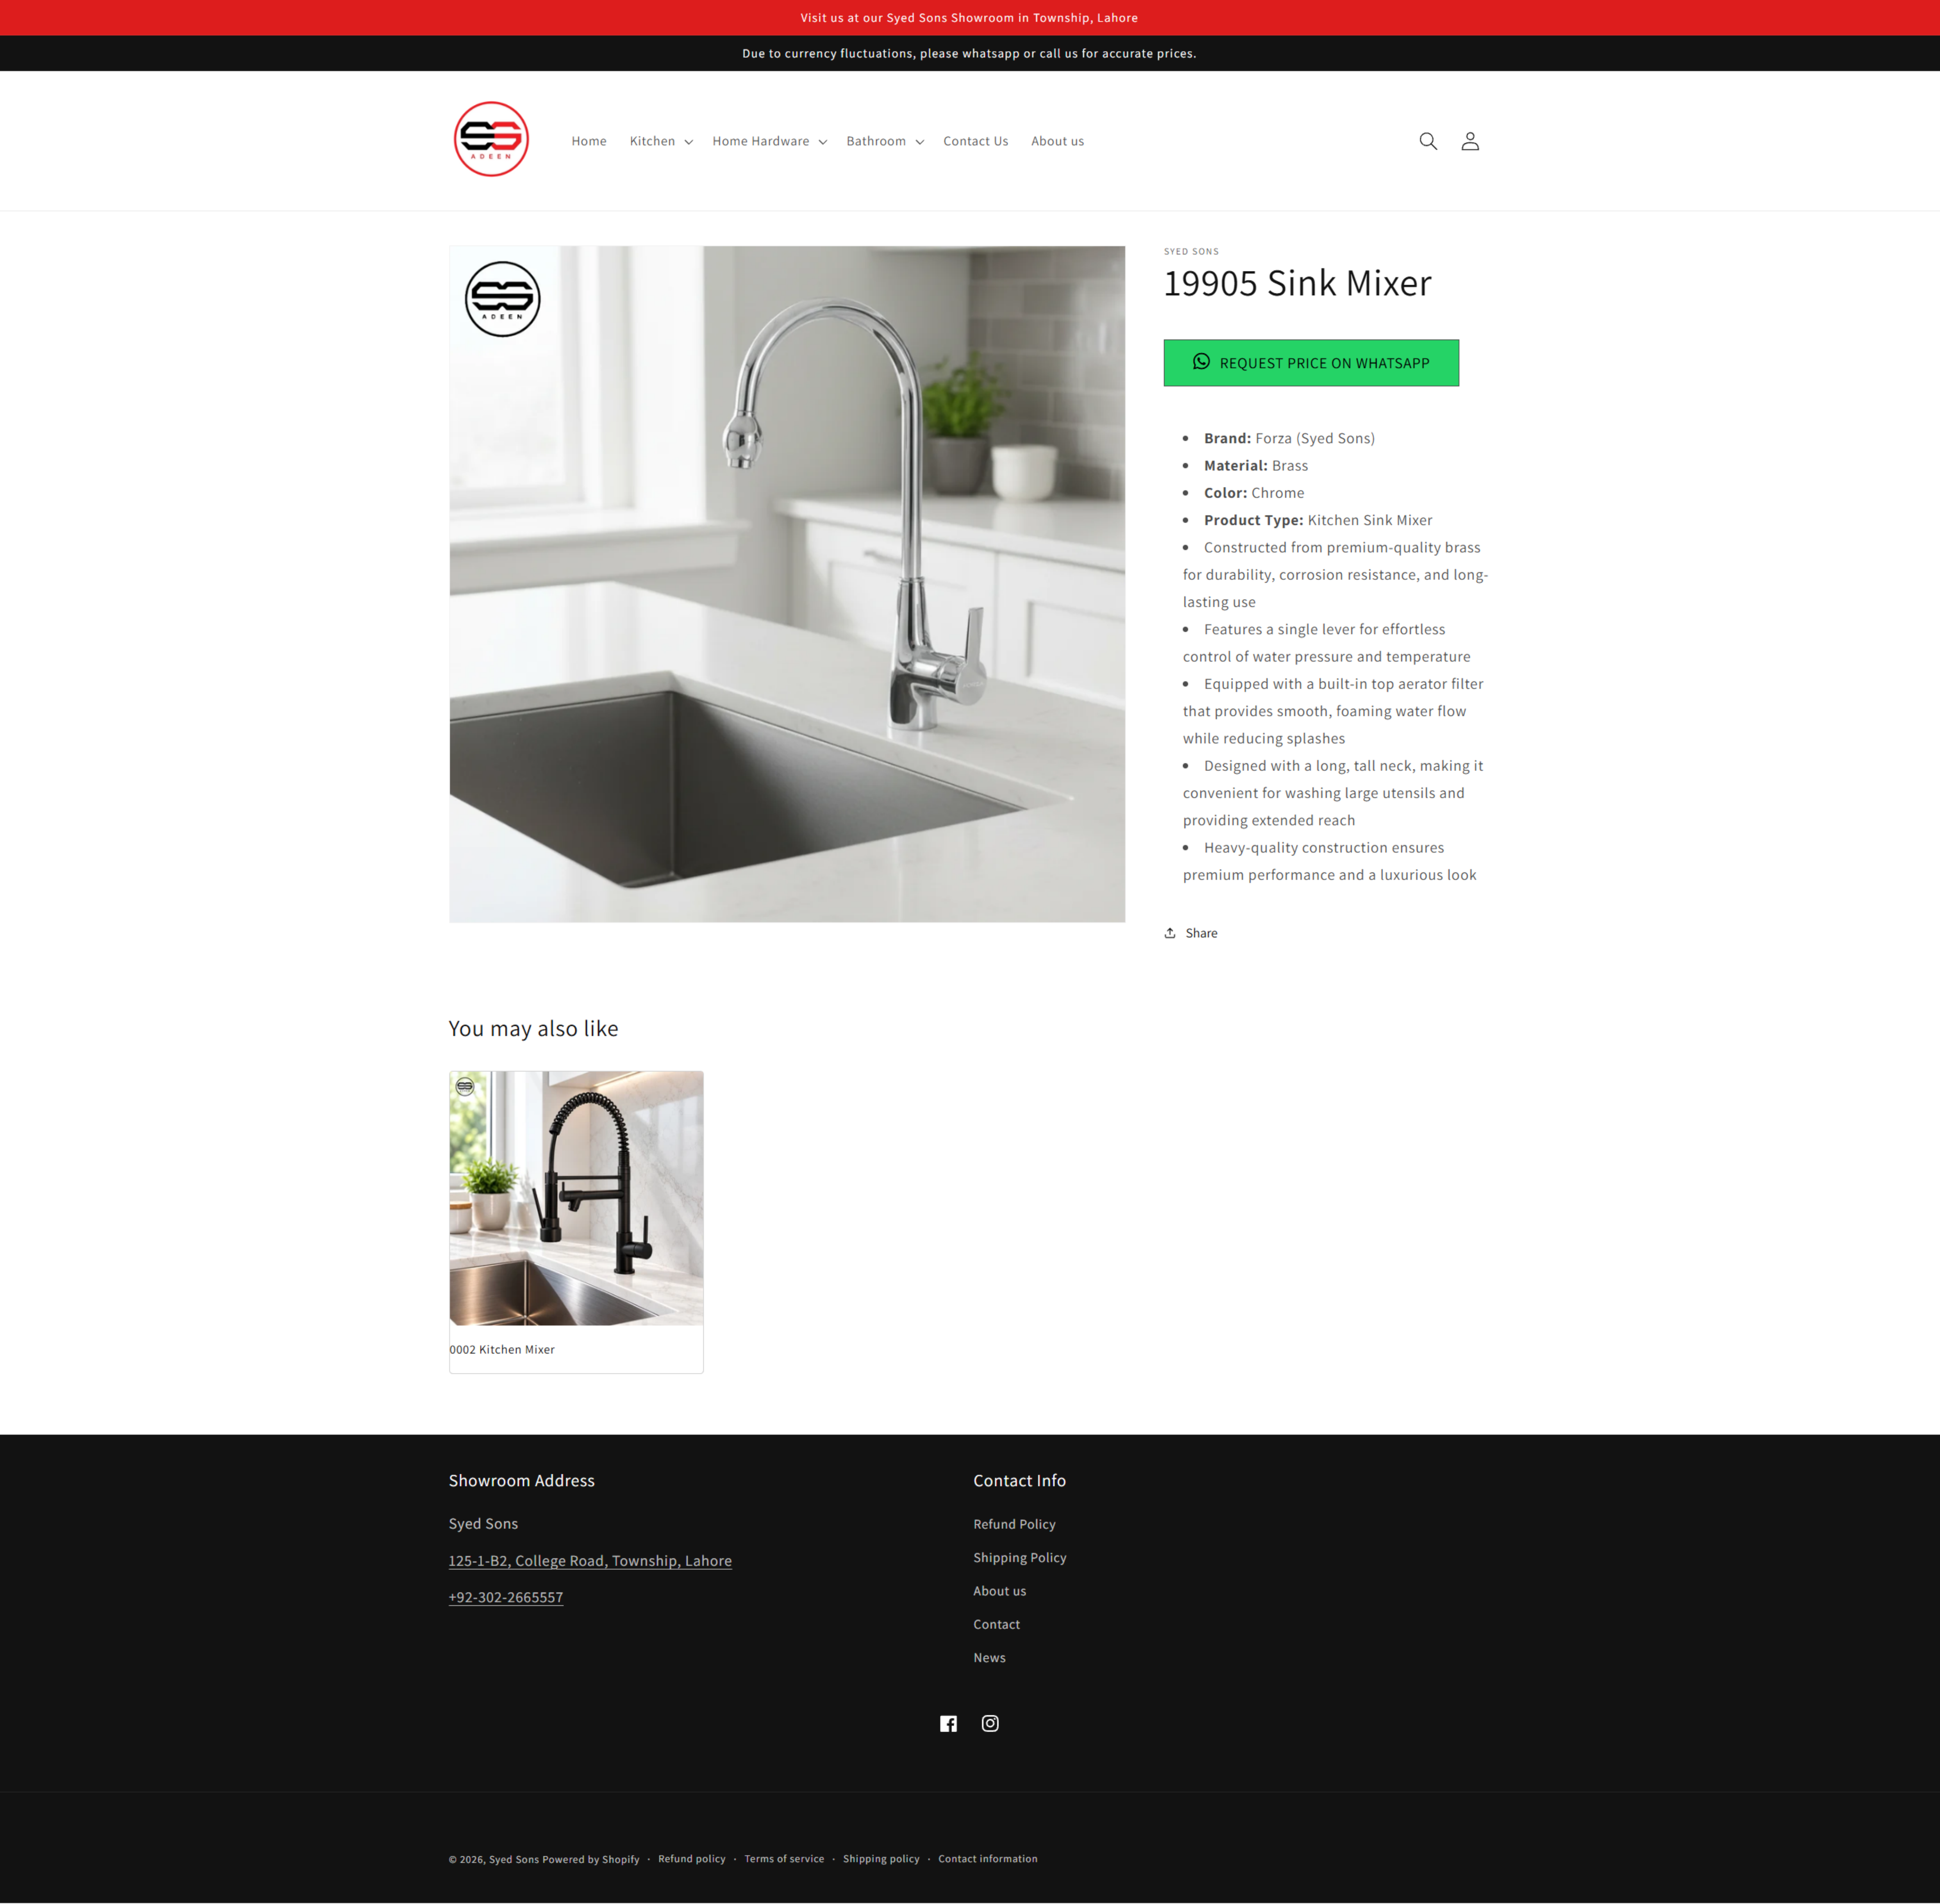 Visit us at our Syed Sons Showroom in Township, Lahore
Due to currency fluctuations, please whatsapp or call us for accurate prices.
SS
ADEEN
Home
Kitchen
Home Hardware
Bathroom
Contact Us
About us
SS
ADEEN
SYED SONS
19905 Sink Mixer
REQUEST PRICE ON WHATSAPP
• Brand: Forza (Syed Sons)
• Material: Brass
• Color: Chrome
• Product Type: Kitchen Sink Mixer
• Constructed from premium-quality brass
for durability, corrosion resistance, and long-
lasting use
• Features a single lever for effortless
control of water pressure and temperature
• Equipped with a built-in top aerator filter
that provides smooth, foaming water flow
while reducing splashes
• Designed with a long, tall neck, making it
convenient for washing large utensils and
providing extended reach
• Heavy-quality construction ensures
premium performance and a luxurious look
Share
You may also like
SS
0002 Kitchen Mixer
Showroom Address
Syed Sons
125-1-B2, College Road, Township, Lahore
+92-302-2665557
Contact Info
Refund Policy
Shipping Policy
About us
Contact
News
© 2026, Syed Sons Powered by Shopify · Refund policy · Terms of service · Shipping policy · Contact information